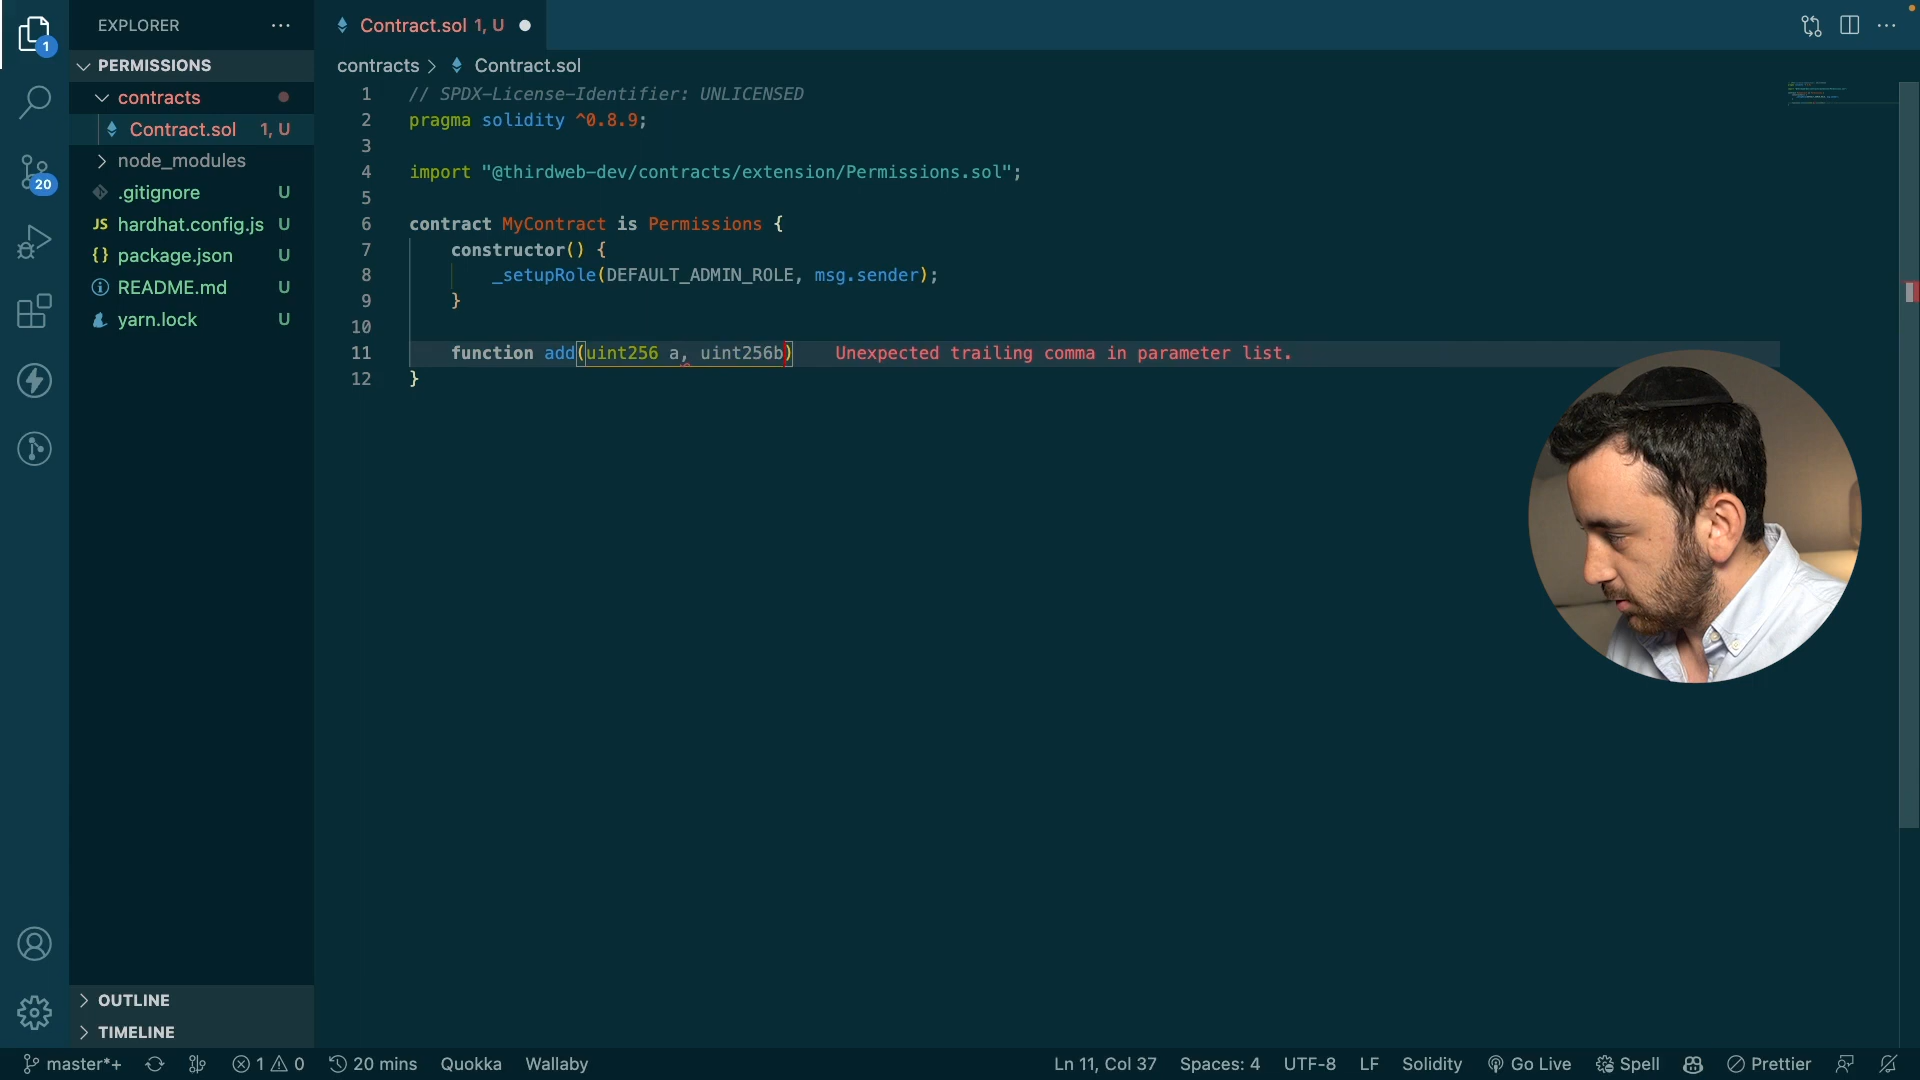 EXPLORER
PERMISSIONS
contracts
Contract.sol 1, U
node_modules
.gitignore U
JS hardhat.config.js U
{} package.json U
README.md U
yarn.lock U
OUTLINE
TIMELINE
1
20
Contract.sol 1, U
contracts > Contract.sol
1 // SPDX-License-Identifier: UNLICENSED
2 pragma solidity ^0.8.9;
3
4 import "@thirdweb-dev/contracts/extension/Permissions.sol";
5
6 contract MyContract is Permissions {
7 constructor() {
8 _setupRole(DEFAULT_ADMIN_ROLE, msg.sender);
9 }
10
11 function add(uint256 a, uint256b) Unexpected trailing comma in parameter list.
12 }
master*+ 1 0 20 mins Quokka Wallaby Ln 11, Col 37 Spaces: 4 UTF-8 LF Solidity Go Live Spell Prettier